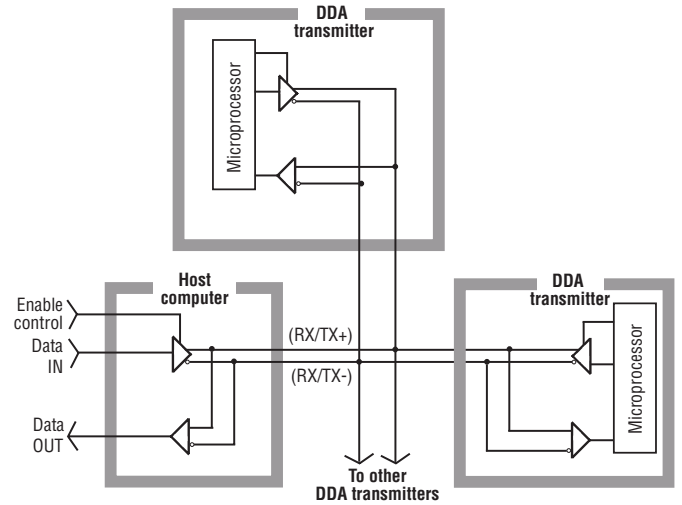 DDA
transmitter
Microprocessor
Host
computer
DDA
transmitter
Enable
control
Data
IN
(RX/TX+)
(RX/TX-)
Microprocessor
Data
OUT
To other
DDA transmitters